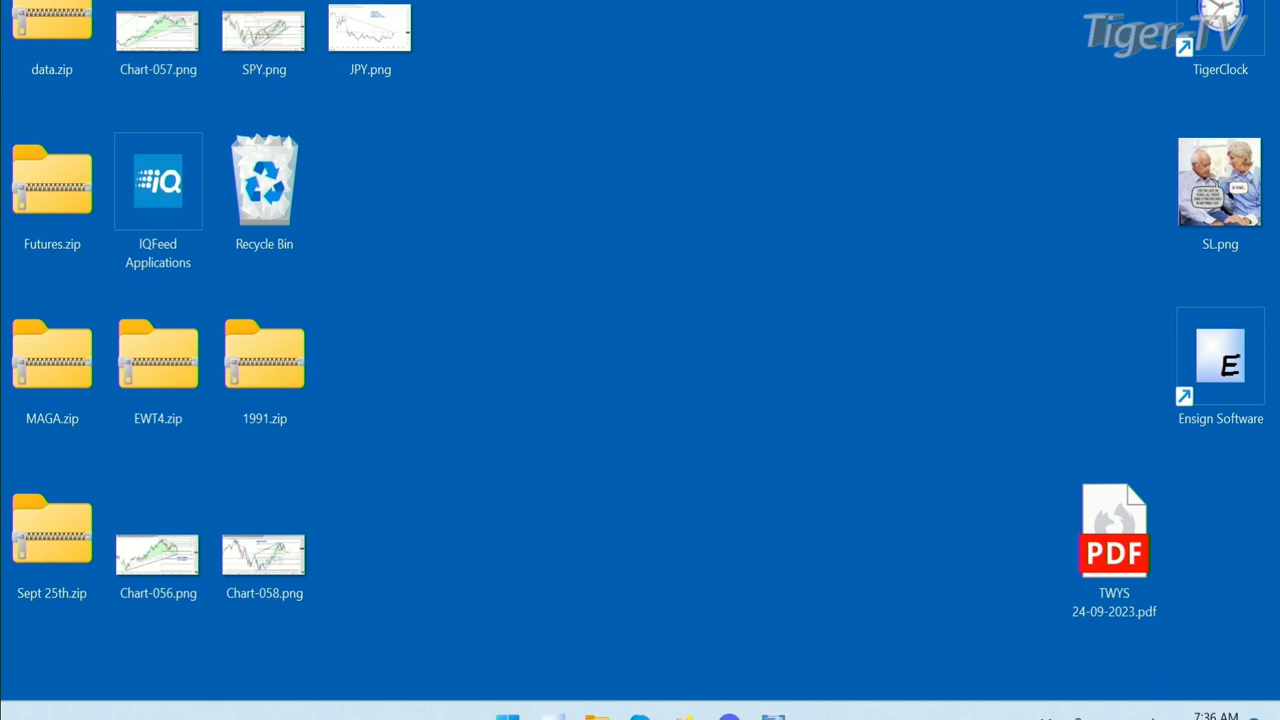 Tiger-TV
data.zip
Chart-057.png
SPY.png
JPY.png
TigerClock
iQ
Futures.zip
IQFeed
Applications
Recycle Bin
SL.png
E
MAGA.zip
EWT4.zip
1991.zip
Ensign Software
PDF
Sept 25th.zip
Chart-056.png
Chart-058.png
TWYS
24-09-2023.pdf
7:36 AM